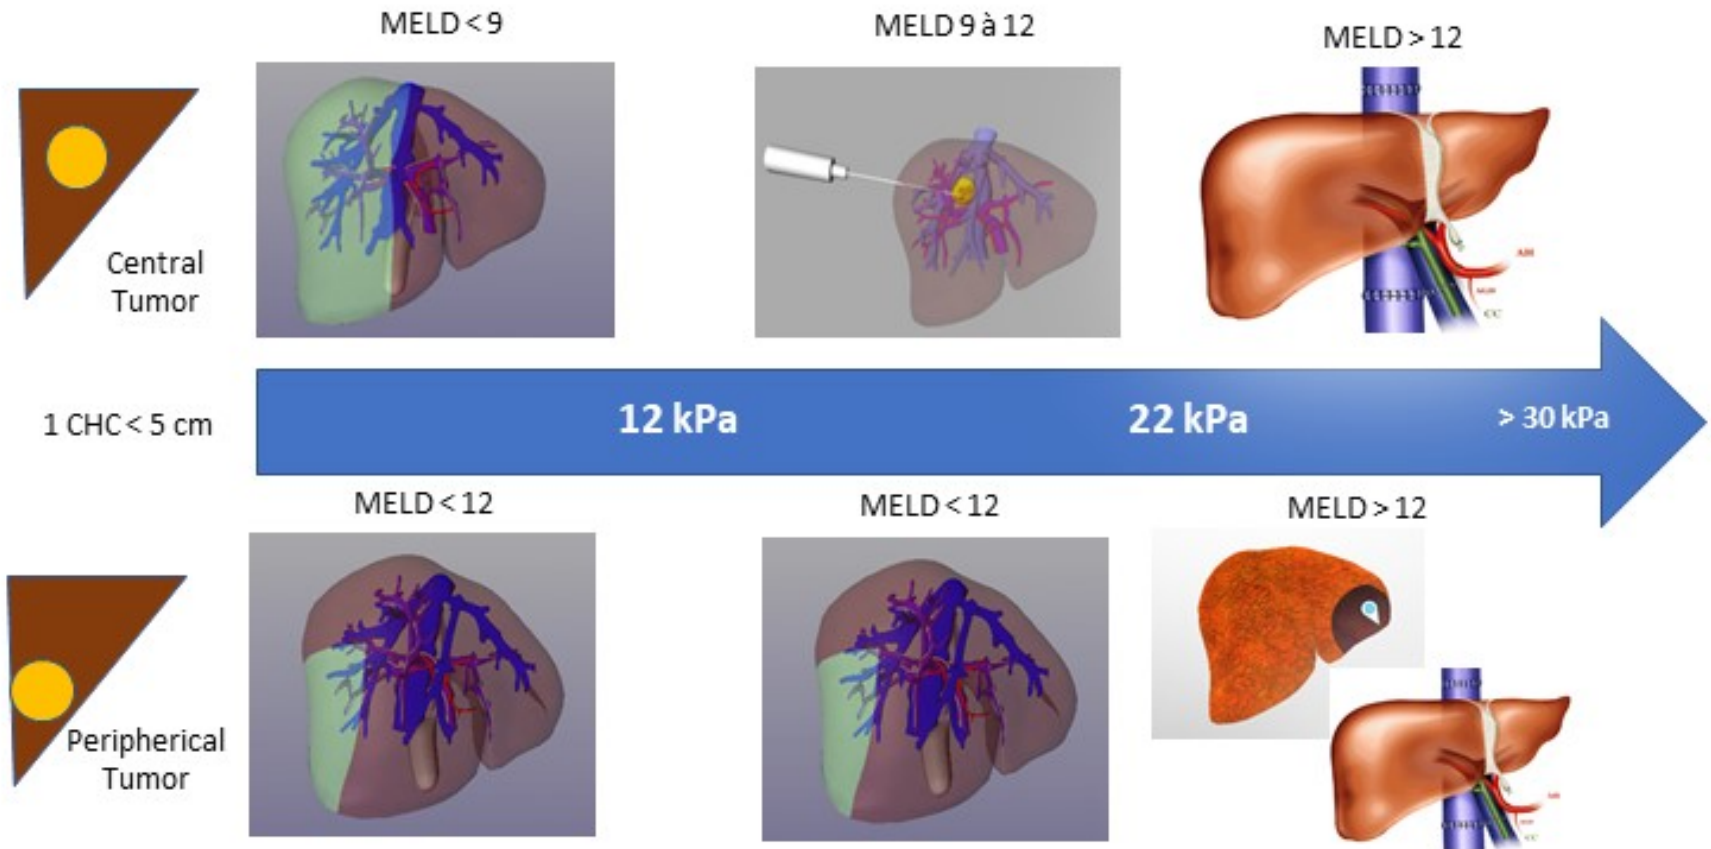 MELD < 9
MELD 9 à 12
MELD > 12
Central
Tumor
1 CHC < 5 cm
12 kPa
22 kPa
> 30 kPa
MELD < 12
MELD < 12
MELD > 12
Peripherical
Tumor
CC